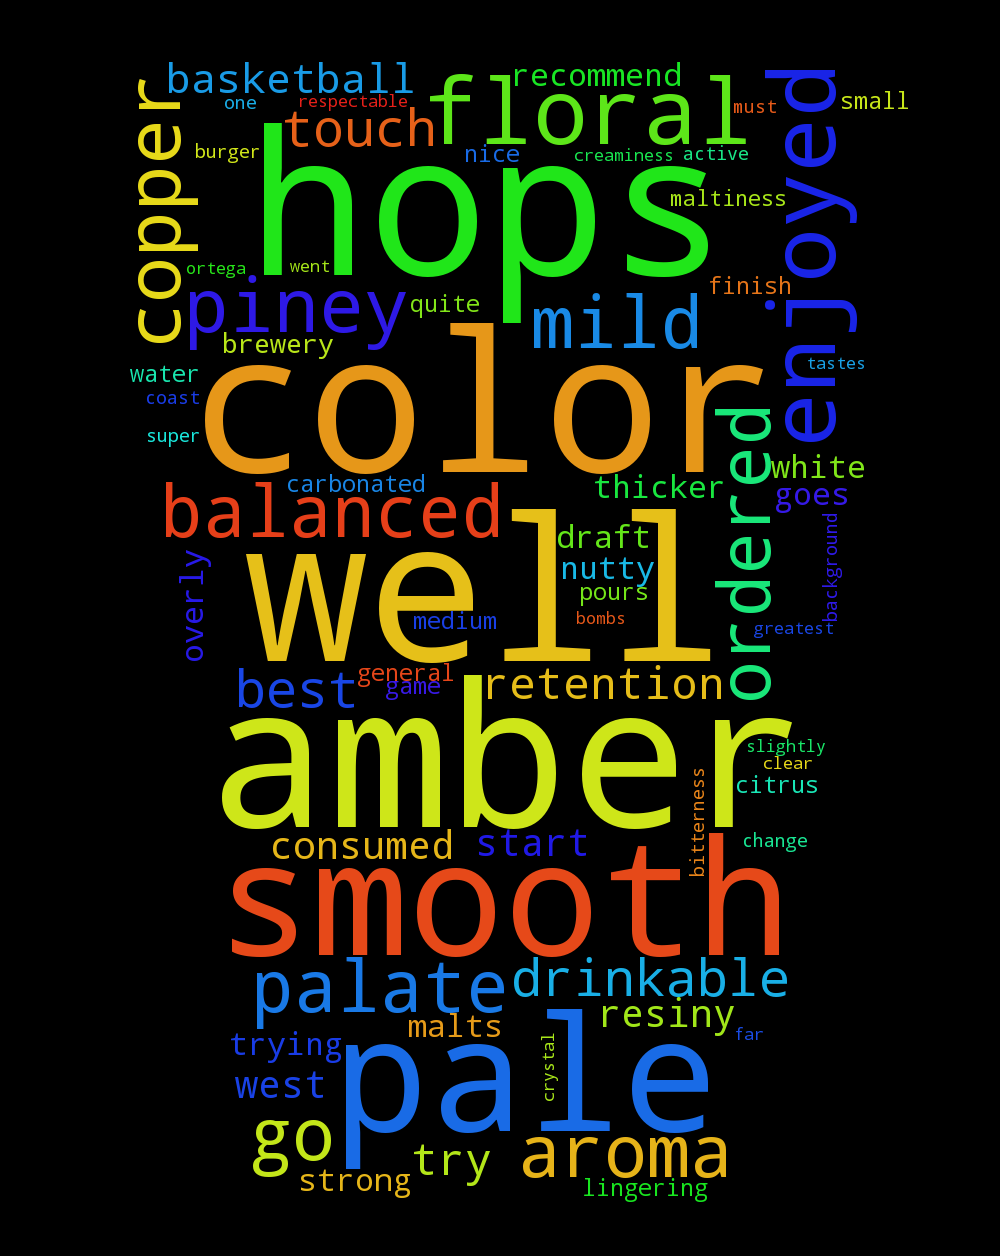 basketball
recommend
floral
one
respectable
must
small
copper
touch
enjoyed
burger
nice
creaminess
active
hops
maltiness
ortega
went
finish
piney
quite
mild
brewery
tastes
water
coast
color
super
ordered
white
carbonated
thicker
goes
balanced
background
draft
well
nutty
overly
pours
medium
bombs
greatest
general
game
best
retention
amber
slightly
clear
citrus
bitterness
consumed
start
change
smooth
palate
drinkable
resiny
malts
far
trying
crystal
west
pale
go
try
aroma
strong
lingering